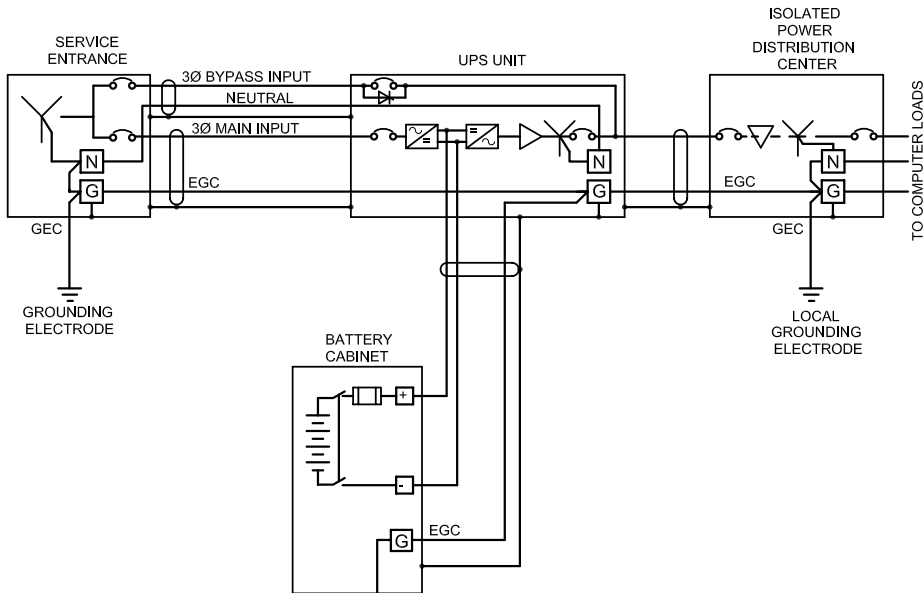 SERVICE
ENTRANCE
UPS UNIT
ISOLATED
POWER
DISTRIBUTION
CENTER
3Ø BYPASS INPUT
NEUTRAL
3Ø MAIN INPUT
N
N
N
G
EGC
G
EGC
G
TO COMPUTER LOADS
GEC
GEC
GROUNDING
ELECTRODE
LOCAL
GROUNDING
ELECTRODE
BATTERY
CABINET
+
-
G
EGC